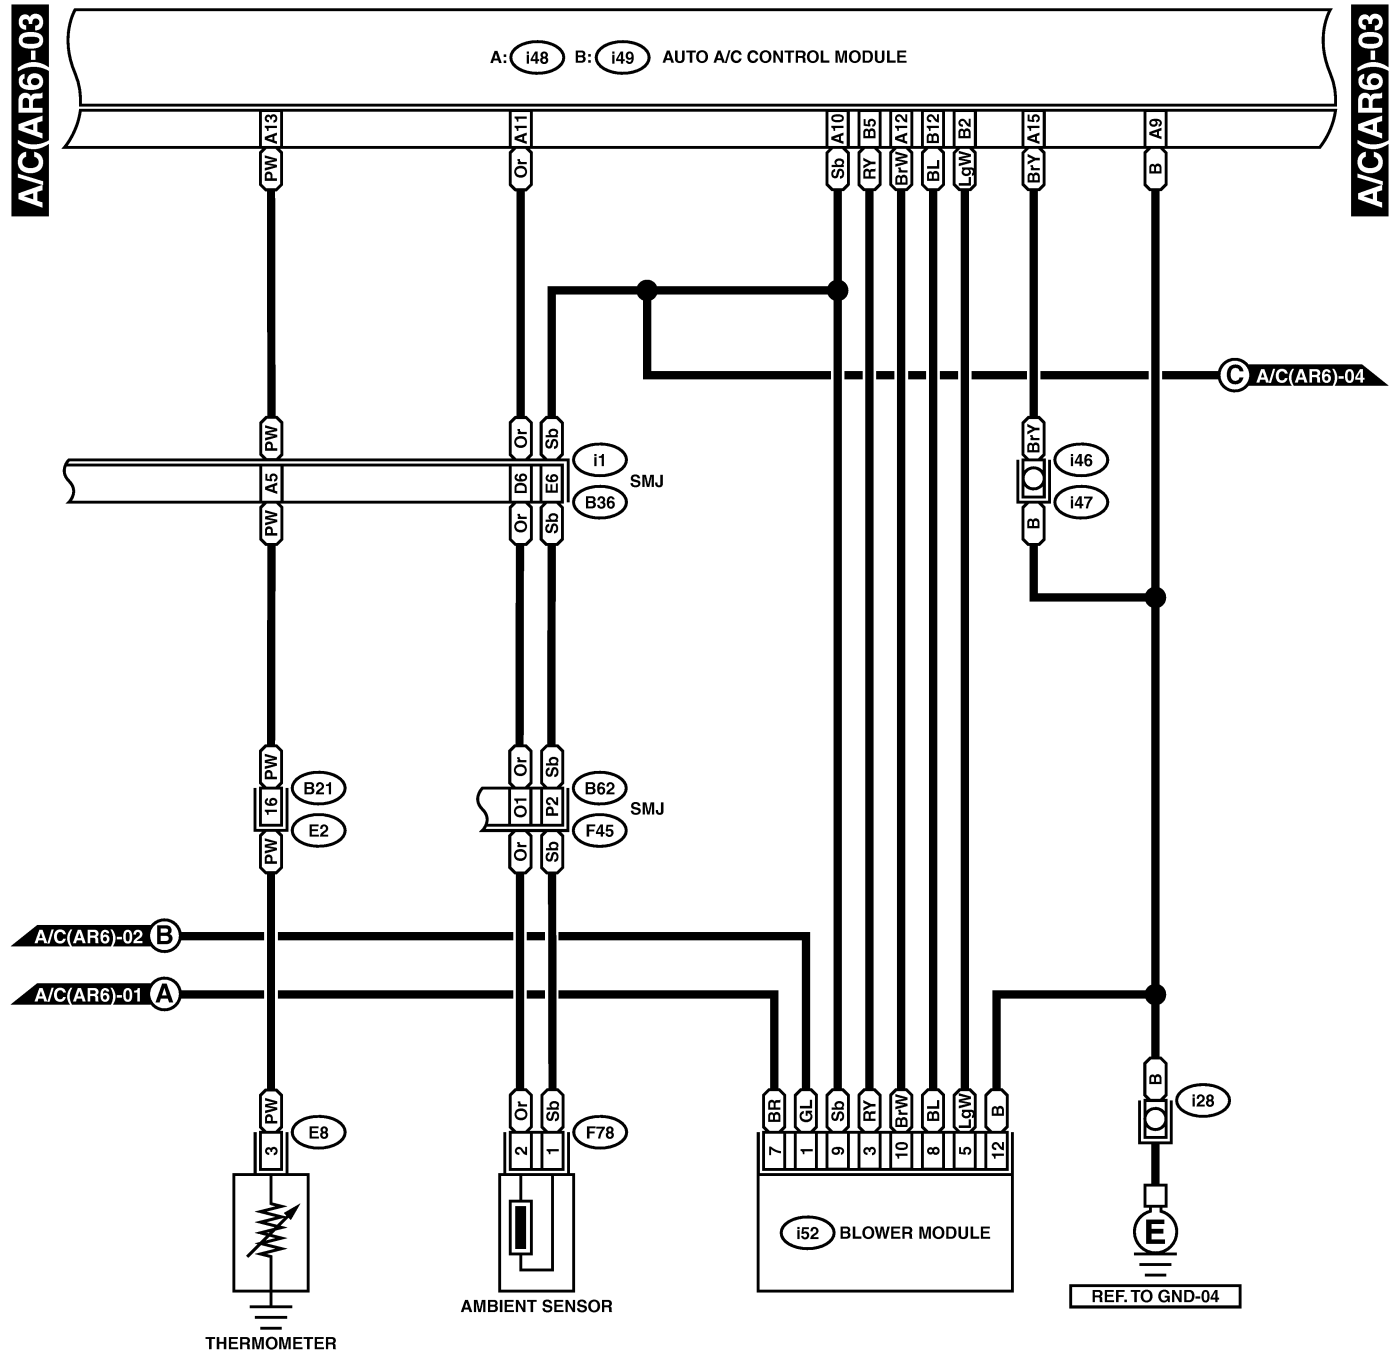 A/C(AR6)-03
A/C(AR6)-03
A: i48 B: i49 AUTO A/C CONTROL MODULE
A13 A11 A10 B5 A12 B12 B2 A15 A9
PW Or Sb RY BrW BL LgW BrY B
C A/C(AR6)-04
PW Or Sb BrY
i1 i46
A5 D6 E6 SMJ
B36 i47
PW Or Sb B
PW Or Sb
B21 B62
16 O1 P2 SMJ
E2 F45
PW Or Sb
A/C(AR6)-02 B
A/C(AR6)-01 A
B
i28
PW Or Sb BR GL Sb RY BrW BL LgW B
E8 F78
3 2 1 7 1 9 3 10 8 5 12
i52 BLOWER MODULE
E
REF. TO GND-04
AMBIENT SENSOR
THERMOMETER